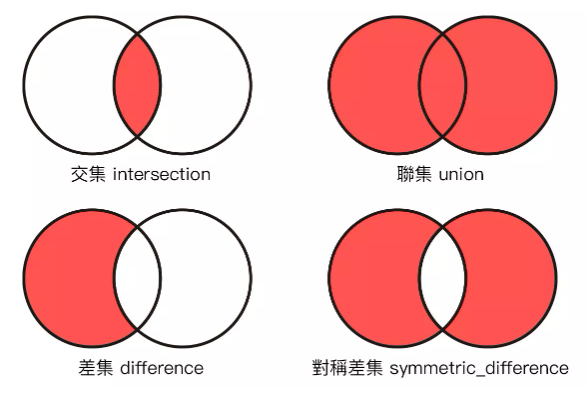 交集 intersection
聯集 union
差集 difference
對稱差集 symmetric_difference